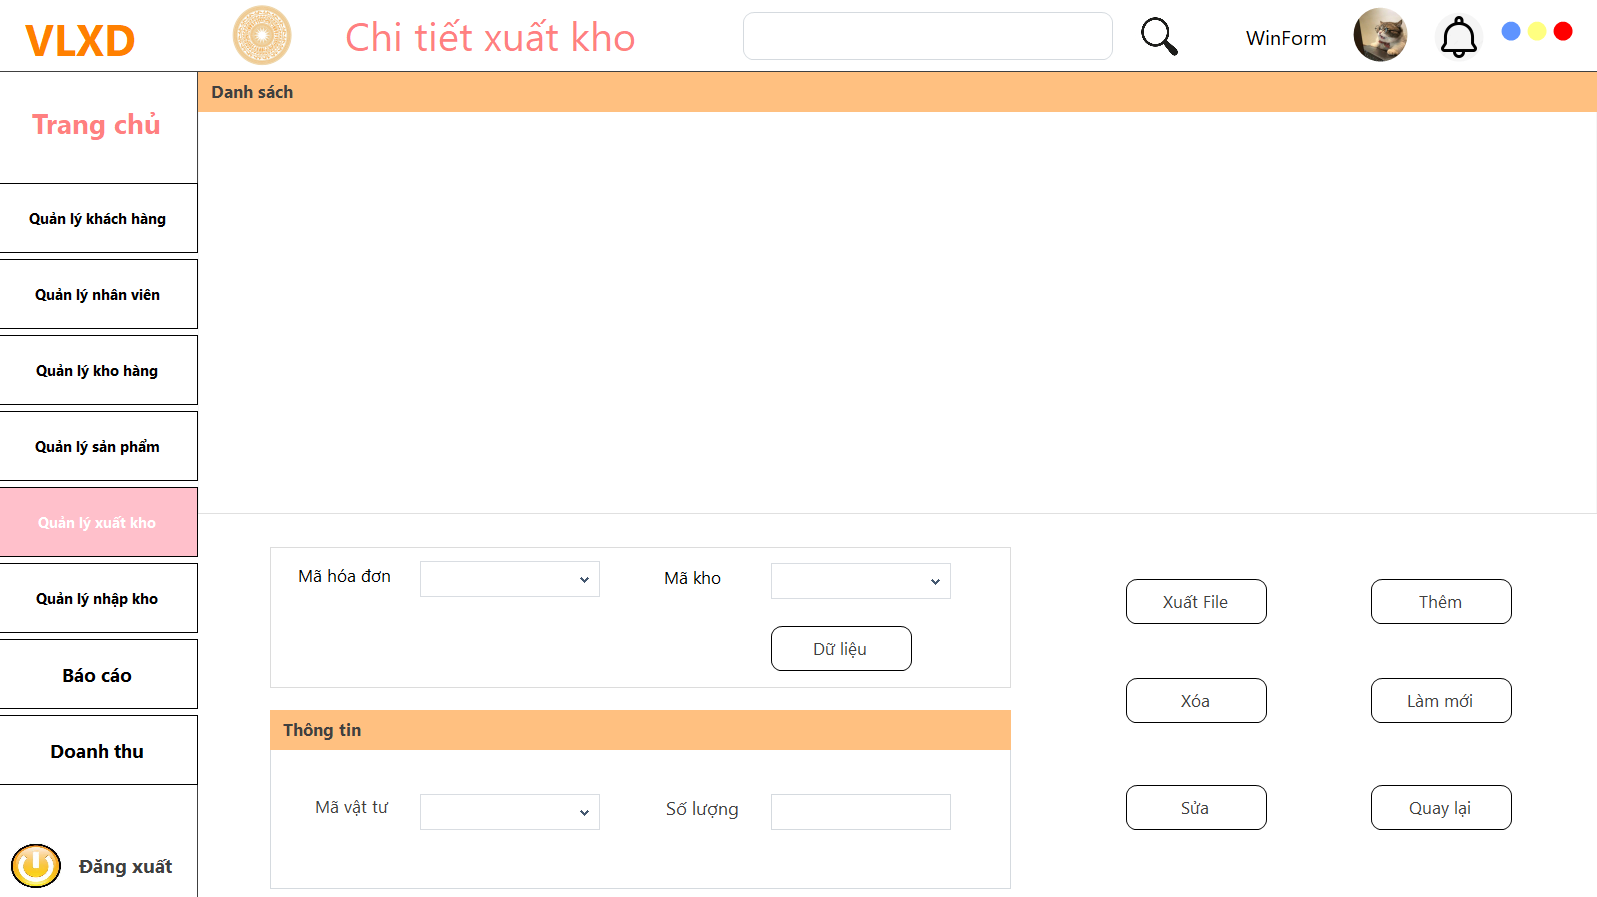 VLXD
Chi tiết xuất kho
WinForm
Trang chủ
Quản lý khách hàng
Quản lý nhân viên
Quản lý kho hàng
Quản lý sản phẩm
Quản lý xuất kho
Quản lý nhập kho
Báo cáo
Doanh thu
Đăng xuất
Danh sách
Mã hóa đơn
Mã kho
Dữ liệu
Thông tin
Mã vật tư
Số lượng
Xuất File
Thêm
Xóa
Làm mới
Sửa
Quay lại